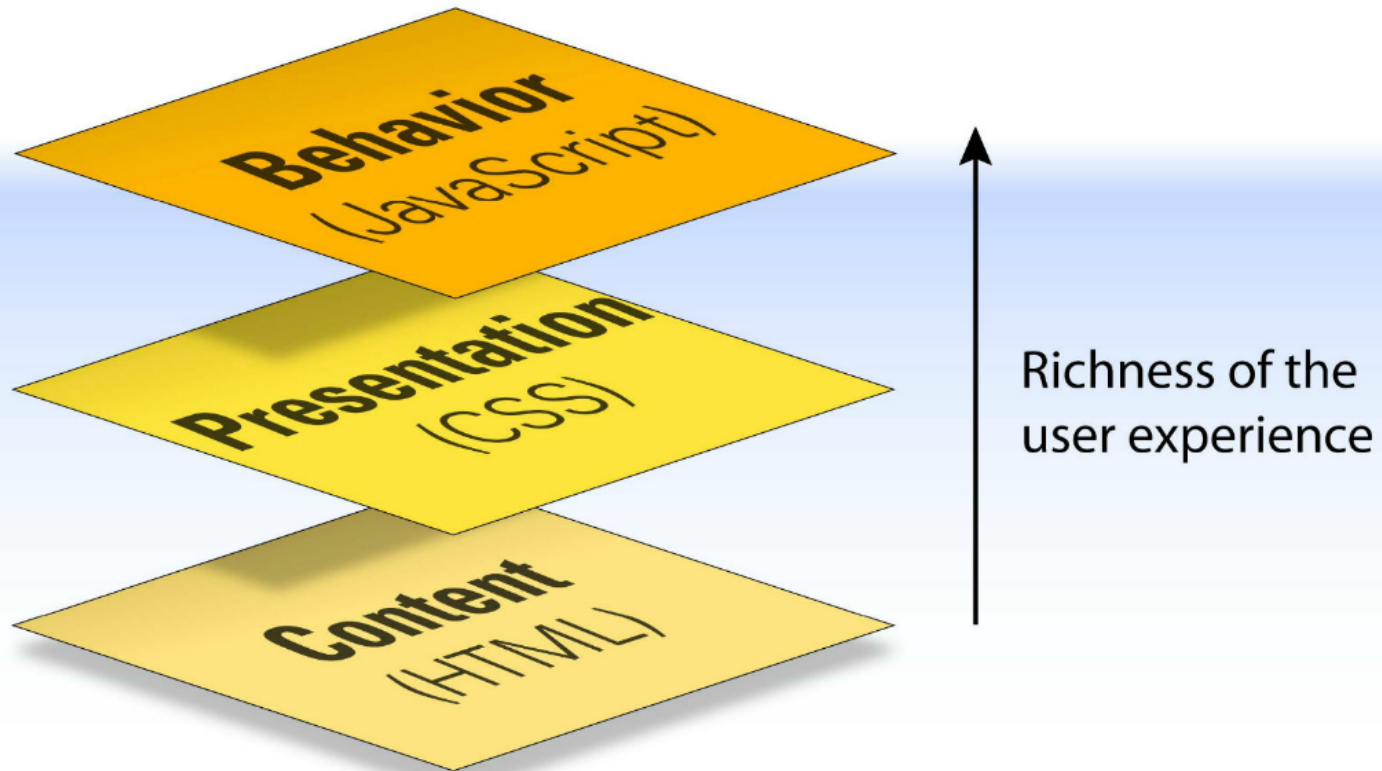 Behavior
(JavaScript)
Presentation
(CSS)
Content
(HTML)
Richness of the
user experience